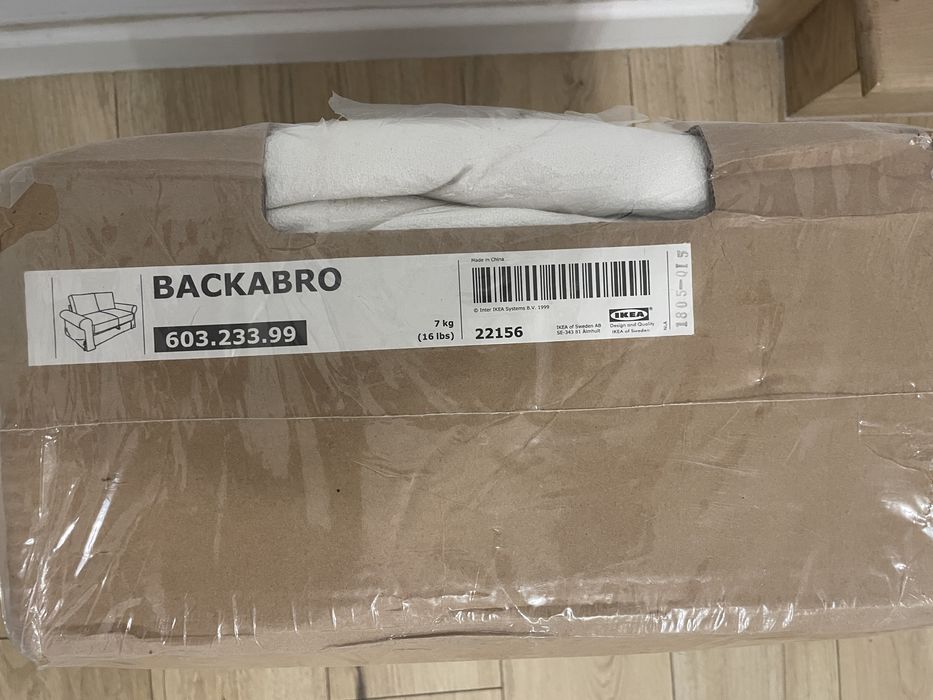 BACKABRO
603.233.99
7 kg
(16 lbs)
Made in China
© Inter IKEA Systems B.V. 1999
22156
IKEA of Sweden AB
SE-343 81 Älmhult
IKEA
Design and Quality
IKEA of Sweden
1805-015